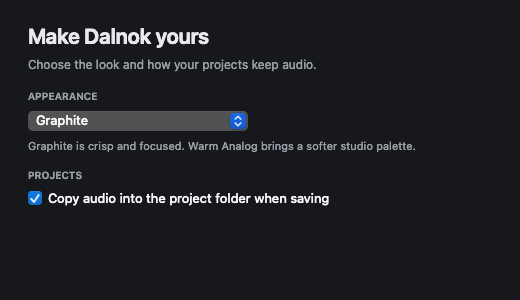 Make Dalnok yours
Choose the look and how your projects keep audio.
APPEARANCE
Graphite
Graphite is crisp and focused. Warm Analog brings a softer studio palette.
PROJECTS
Copy audio into the project folder when saving